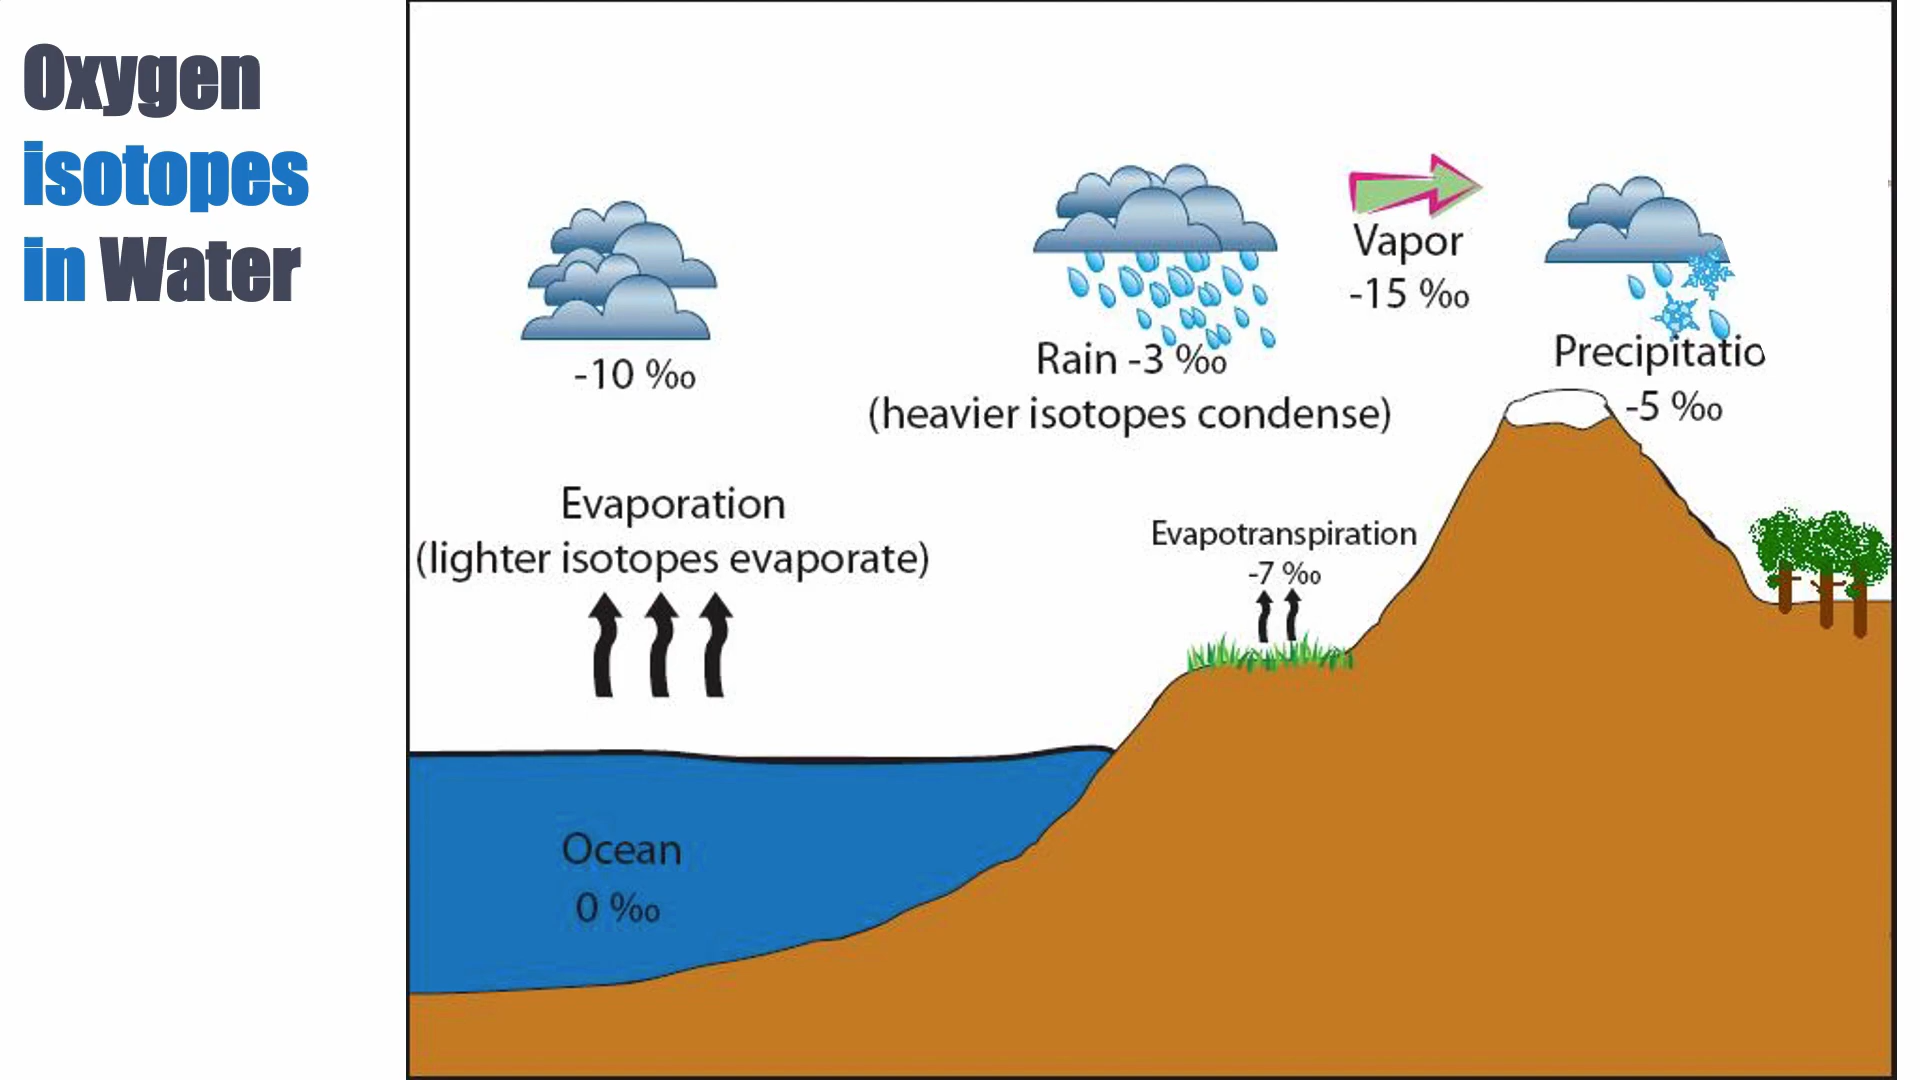 Oxygen
isotopes
in Water
-10 ‰
Evaporation
(lighter isotopes evaporate)
Ocean
0 ‰
Rain -3 ‰
(heavier isotopes condense)
Vapor
-15 ‰
Precipitatio
-5 ‰
Evapotranspiration
-7 ‰